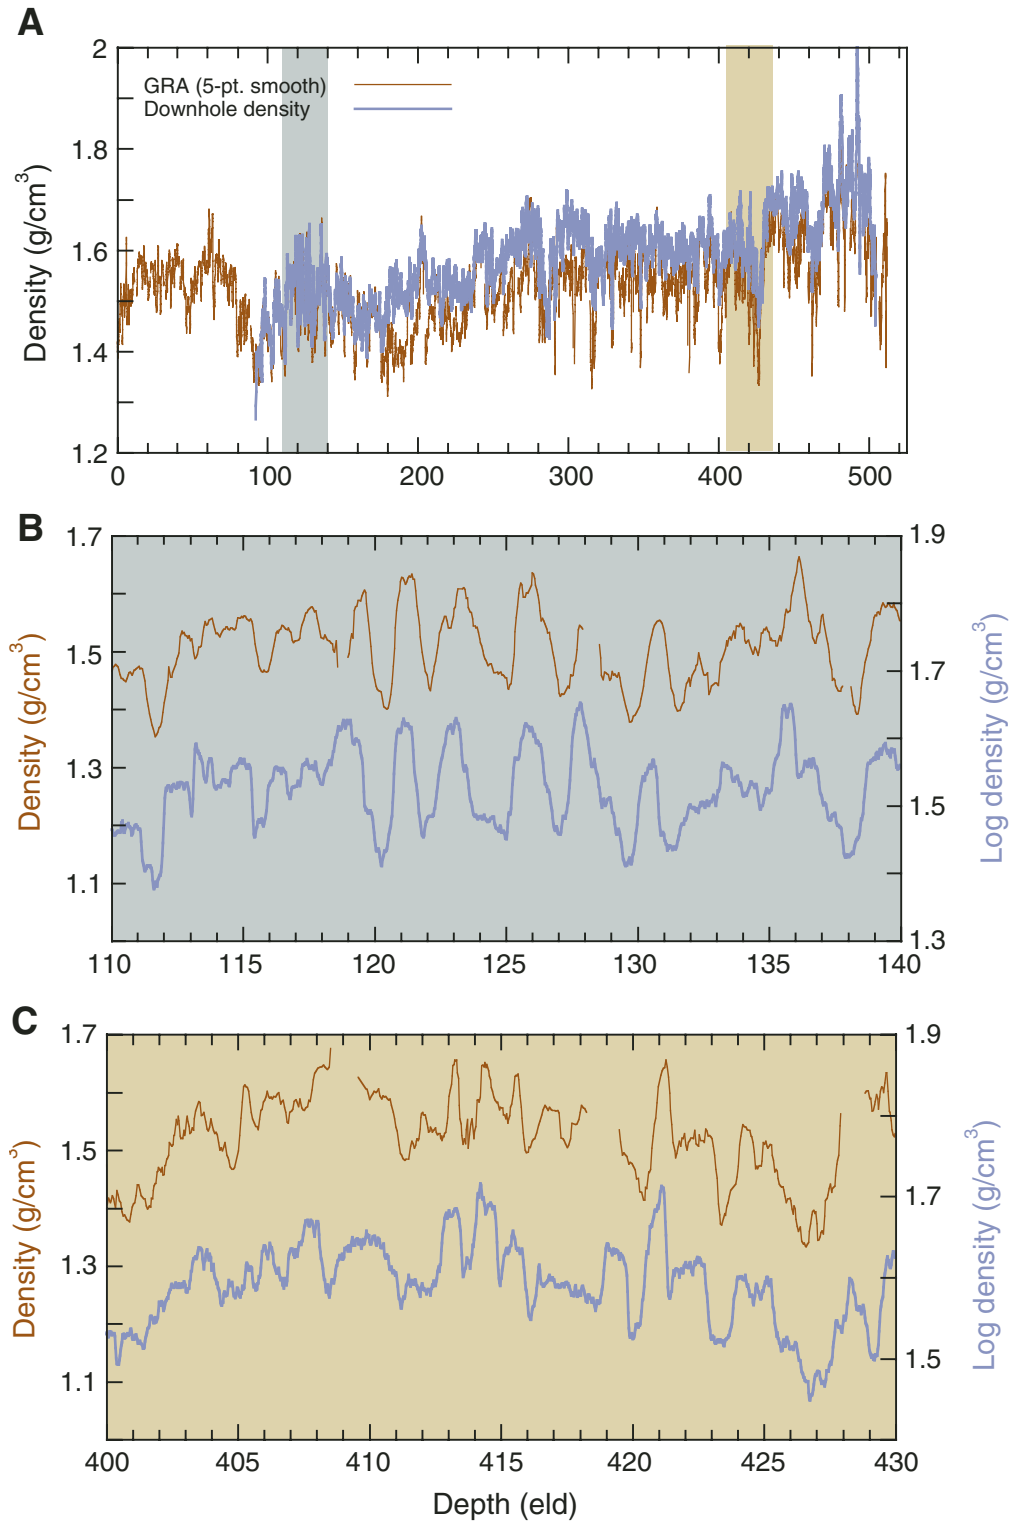 A
2
1.8
1.6
1.4
1.2
Density (g/cm³)
GRA (5-pt. smooth)
Downhole density
0 100 200 300 400 500
B
1.7
1.5
1.3
1.1
Density (g/cm³)
1.9
1.7
1.5
1.3
Log density (g/cm³)
110 115 120 125 130 135 140
C
1.7
1.5
1.3
1.1
Density (g/cm³)
1.9
1.7
1.5
Log density (g/cm³)
400 405 410 415 420 425 430
Depth (eld)